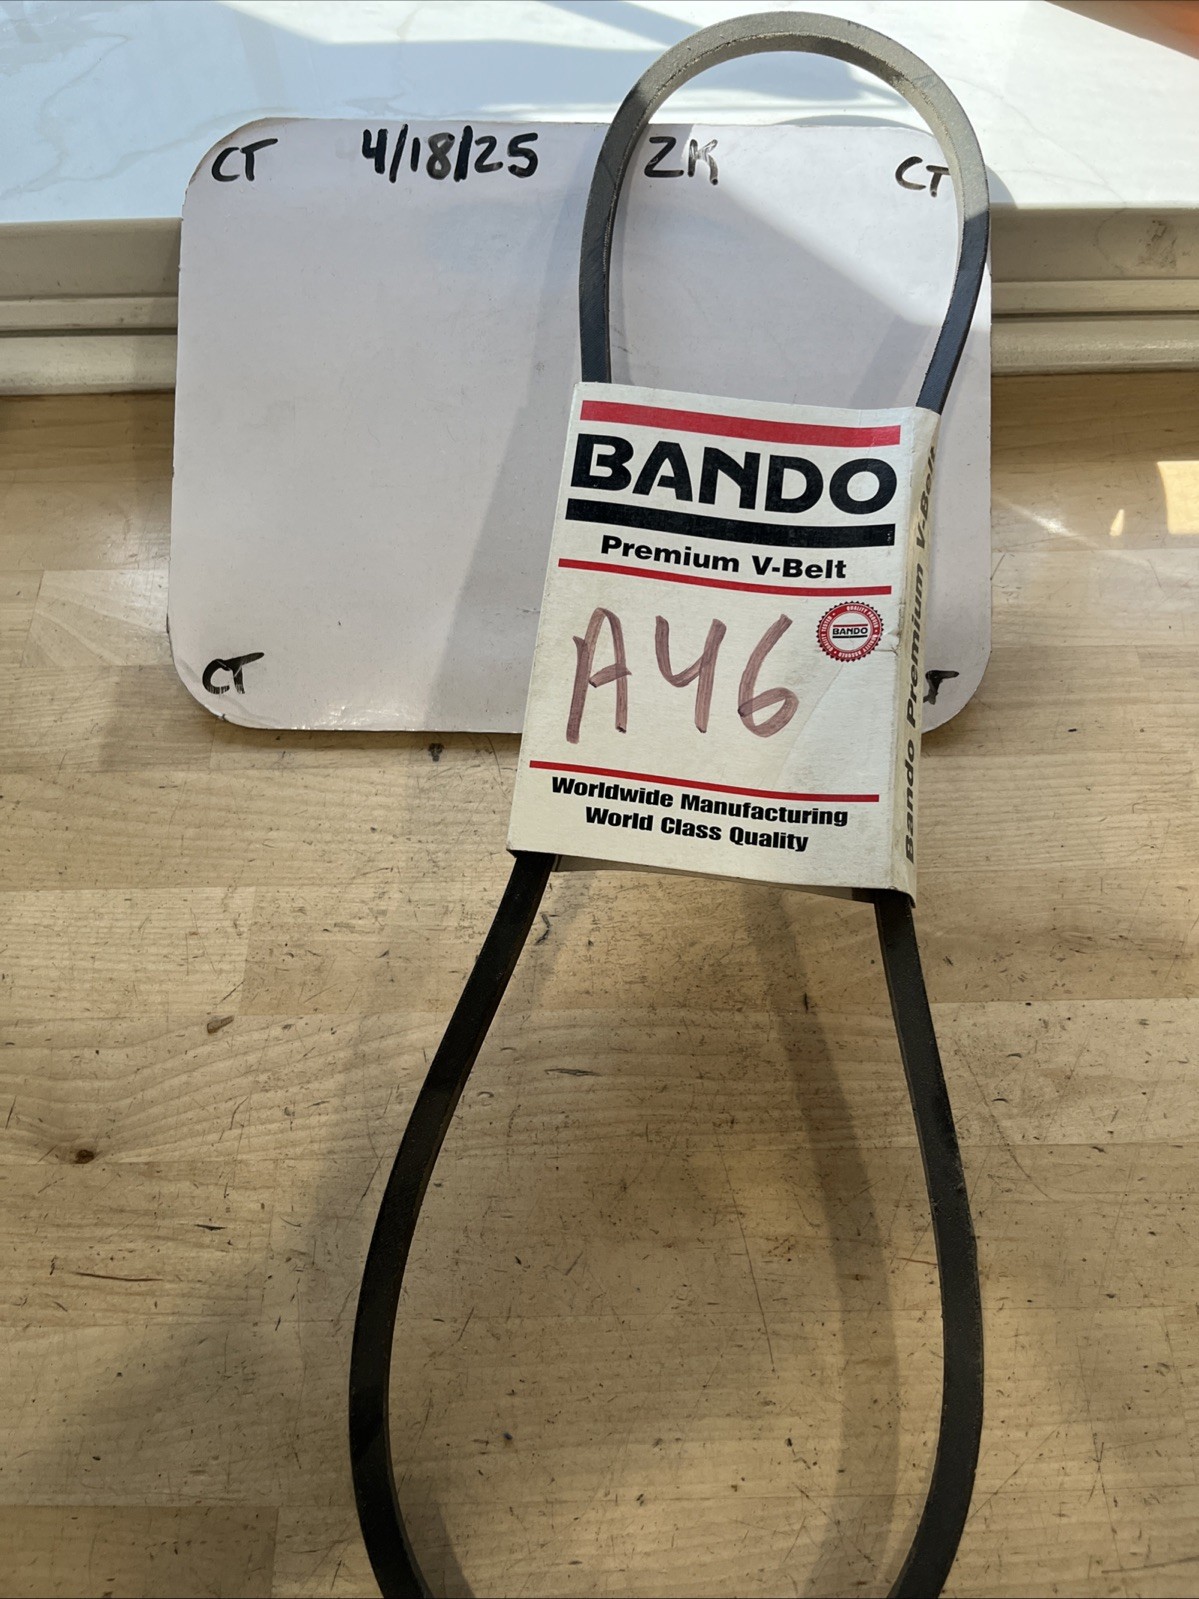 CT 4/18/25 ZK CT
BANDO
Premium V-Belt
A46
BANDO
Worldwide Manufacturing
World Class Quality
Bando Premium V-Belt
CT